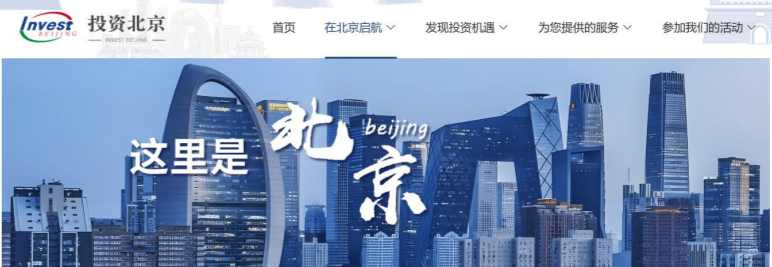 Invest
BEIJING
投资北京
INVEST BEIJING
首页
在北京启航
发现投资机遇
为您提供的服务
参加我们的活动
这里是
北京
beijing